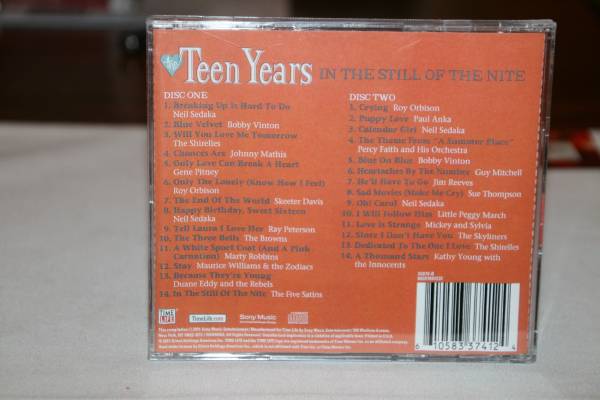 The Teen Years IN THE STILL OF THE NITE
DISC ONE
1. Breaking Up Is Hard To Do
Neil Sedaka
2. Blue Velvet Bobby Vinton
3. Will You Love Me Tomorrow
The Shirelles
4. Chances Are Johnny Mathis
5. Only Love Can Break A Heart
Gene Pitney
6. Only The Lonely (Know How I Feel)
Roy Orbison
7. The End Of The World Skeeter Davis
8. Happy Birthday, Sweet Sixteen
Neil Sedaka
9. Tell Laura I Love Her Ray Peterson
10. The Three Bells The Browns
11. A White Sport Coat (And A Pink
Carnation) Marty Robbins
12. Stay Maurice Williams & the Zodiacs
13. Because They're Young
Duane Eddy and the Rebels
14. In The Still Of The Nite The Five Satins
DISC TWO
1. Crying Roy Orbison
2. Puppy Love Paul Anka
3. Calendar Girl Neil Sedaka
4. The Theme From "A Summer Place"
Percy Faith and His Orchestra
5. Blue On Blue Bobby Vinton
6. Heartaches By The Number Guy Mitchell
7. He'll Have To Go Jim Reeves
8. Sad Movies (Make Me Cry) Sue Thompson
9. Oh! Carol Neil Sedaka
10. I Will Follow Him Little Peggy March
11. Love is Strange Mickey and Sylvia
12. Since I Don't Have You The Skyliners
13. Dedicated To The One I Love The Shirelles
14. A Thousand Stars Kathy Young with
the Innocents
TIME
LIFE
TimeLife.com
Sony Music
6 10583 37412 4